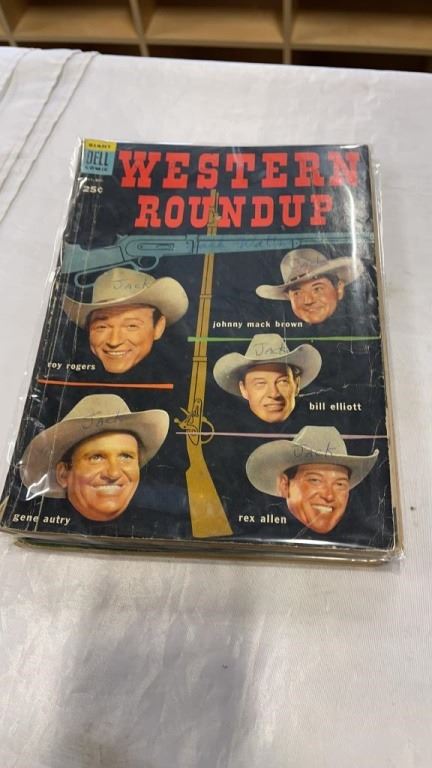 GIANT
DELL
COMIC
25¢
WESTERN
ROUNDUP
Jack
Jack
johnny mack brown
roy rogers
Jack
bill elliott
Jack
Jack
gene autry
rex allen